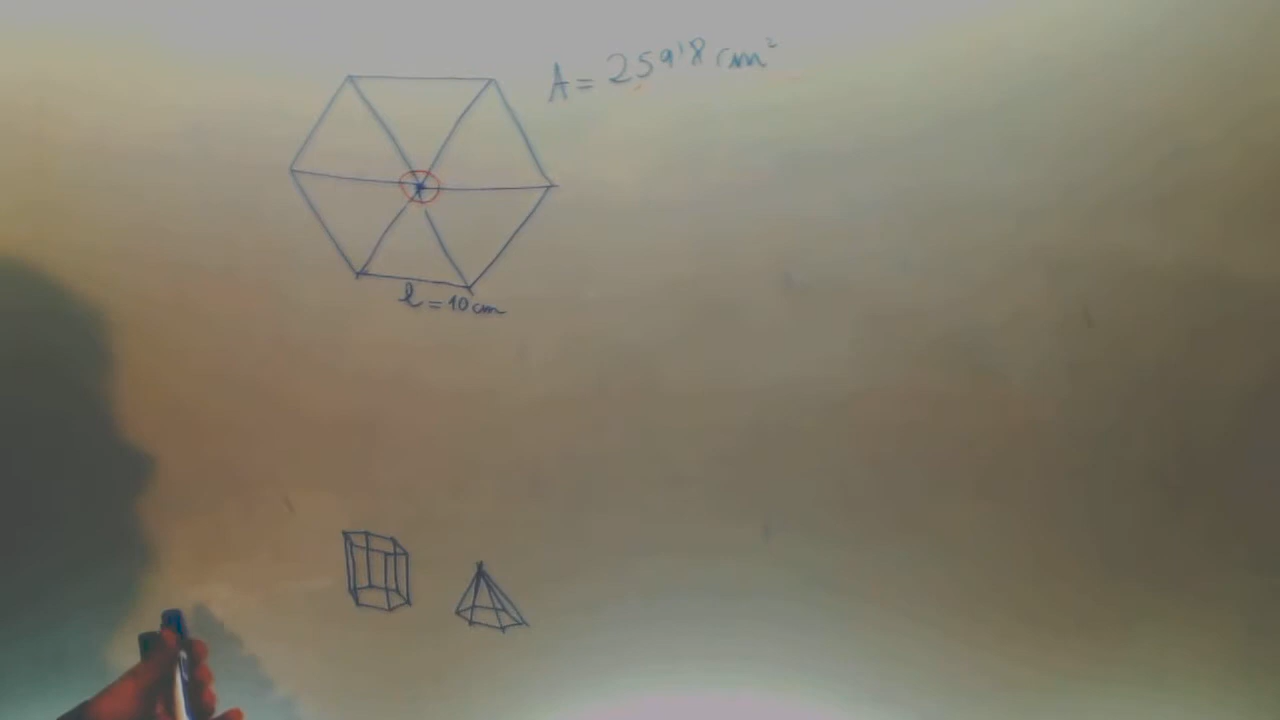 A = 259'8 cm²
l = 10 cm